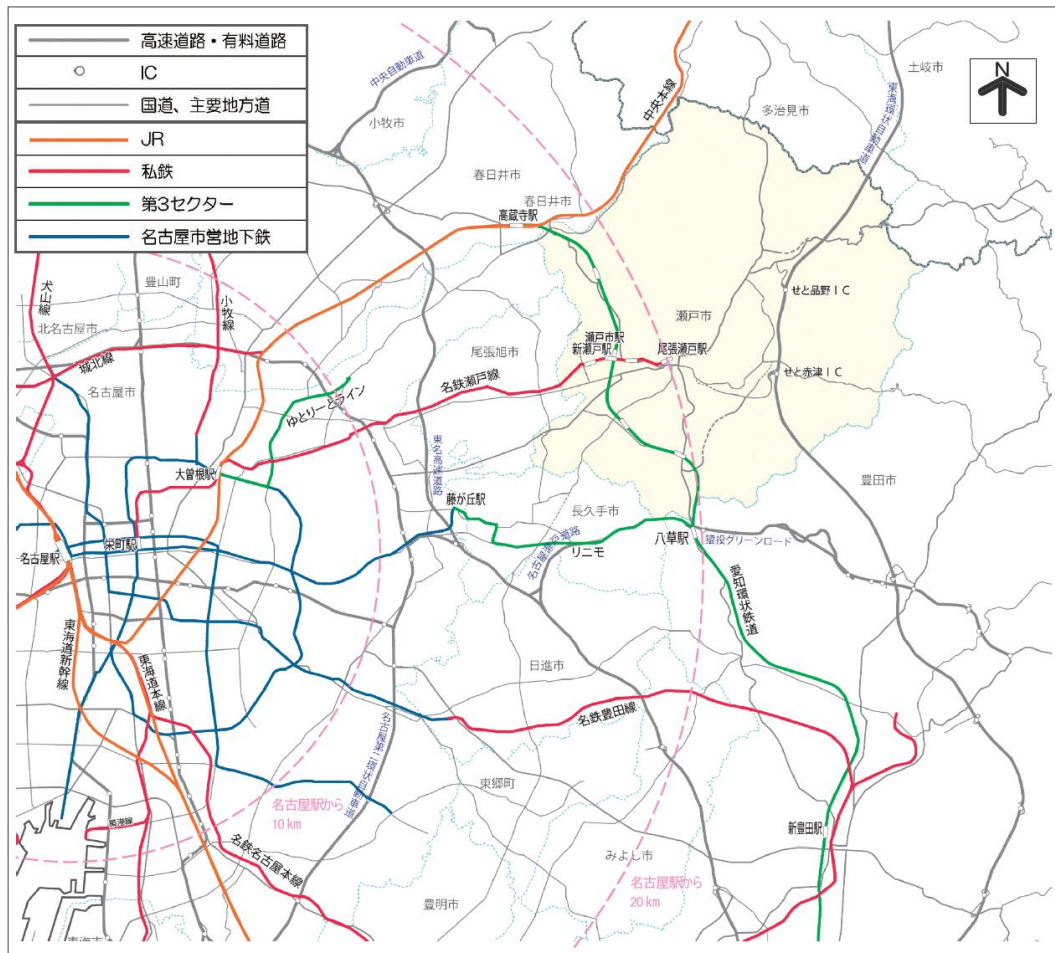 高速道路・有料道路
IC
国道、主要地方道
JR
私鉄
第3セクター
名古屋市営地下鉄
N
土岐市
中央自動車道
中央本線
多治見市
東海環状自動車道
小牧市
春日井市
春日井市
高蔵寺駅
犬山線
豊山町
小牧線
せと品野IC
北名古屋市
瀬戸市
瀬戸市駅
新瀬戸駅
尾張瀬戸駅
尾張旭市
城北線
せと赤津IC
名古屋市
名鉄瀬戸線
ゆとりーとライン
東名高速道路
大曽根駅
豊田市
藤が丘駅
長久手市
栄町駅
名古屋瀬戸道路
八草駅
猿投グリーンロード
名古屋駅
リニモ
愛知環状鉄道
東海道新幹線
東海道本線
日進市
名鉄豊田線
名古屋第二環状自動車道
東郷町
名古屋駅から
10km
新豊田駅
築港線
みよし市
名鉄名古屋本線
名古屋駅から
20km
豊明市
東海市